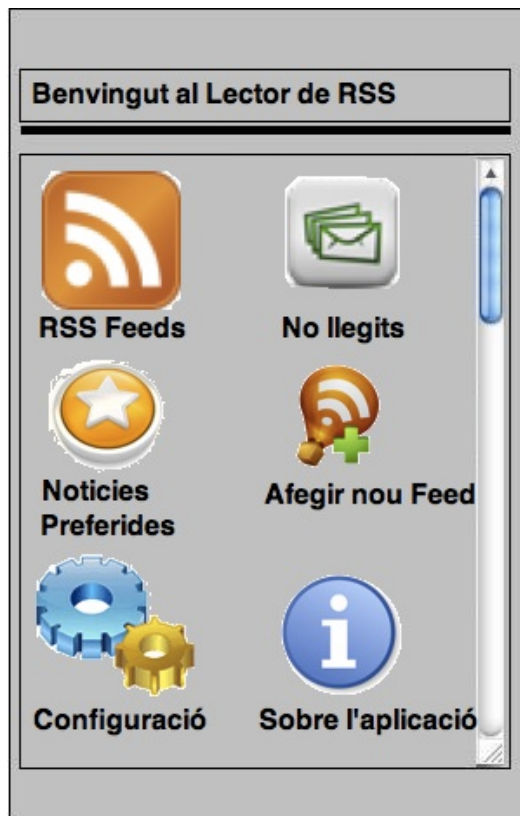 Benvingut al Lector de RSS
RSS Feeds
No llegits
Noticies
Preferides
Afegir nou Feed
Configuració
Sobre l'aplicació